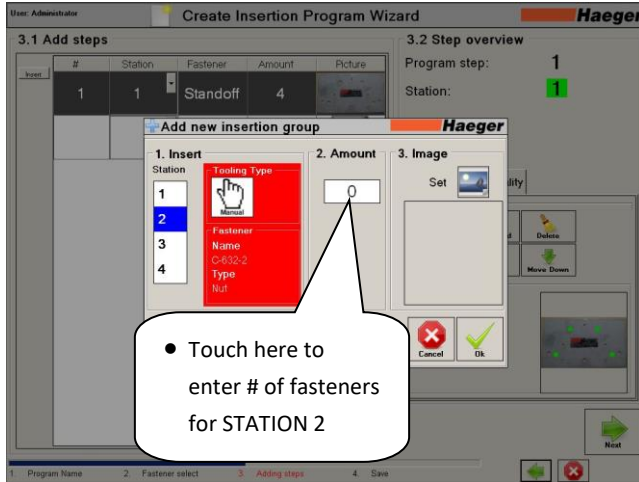 User: Administrator
Create Insertion Program Wizard
Haeger
3.1 Add steps
Insert
# Station Fastener Amount Picture
1 1 Standoff 4
3.2 Step overview
Program step: 1
Station: 1
Add new insertion group
Haeger
1. Insert
Station
1
2
3
4
Tooling Type
Manual
Fastener
Name
C-632-2
Type
Nut
2. Amount
0
3. Image
Set
Cancel
Ok
Delete
Move Down
• Touch here to
enter # of fasteners
for STATION 2
Next
1. Program Name 2. Fastener select 3. Adding steps 4. Save